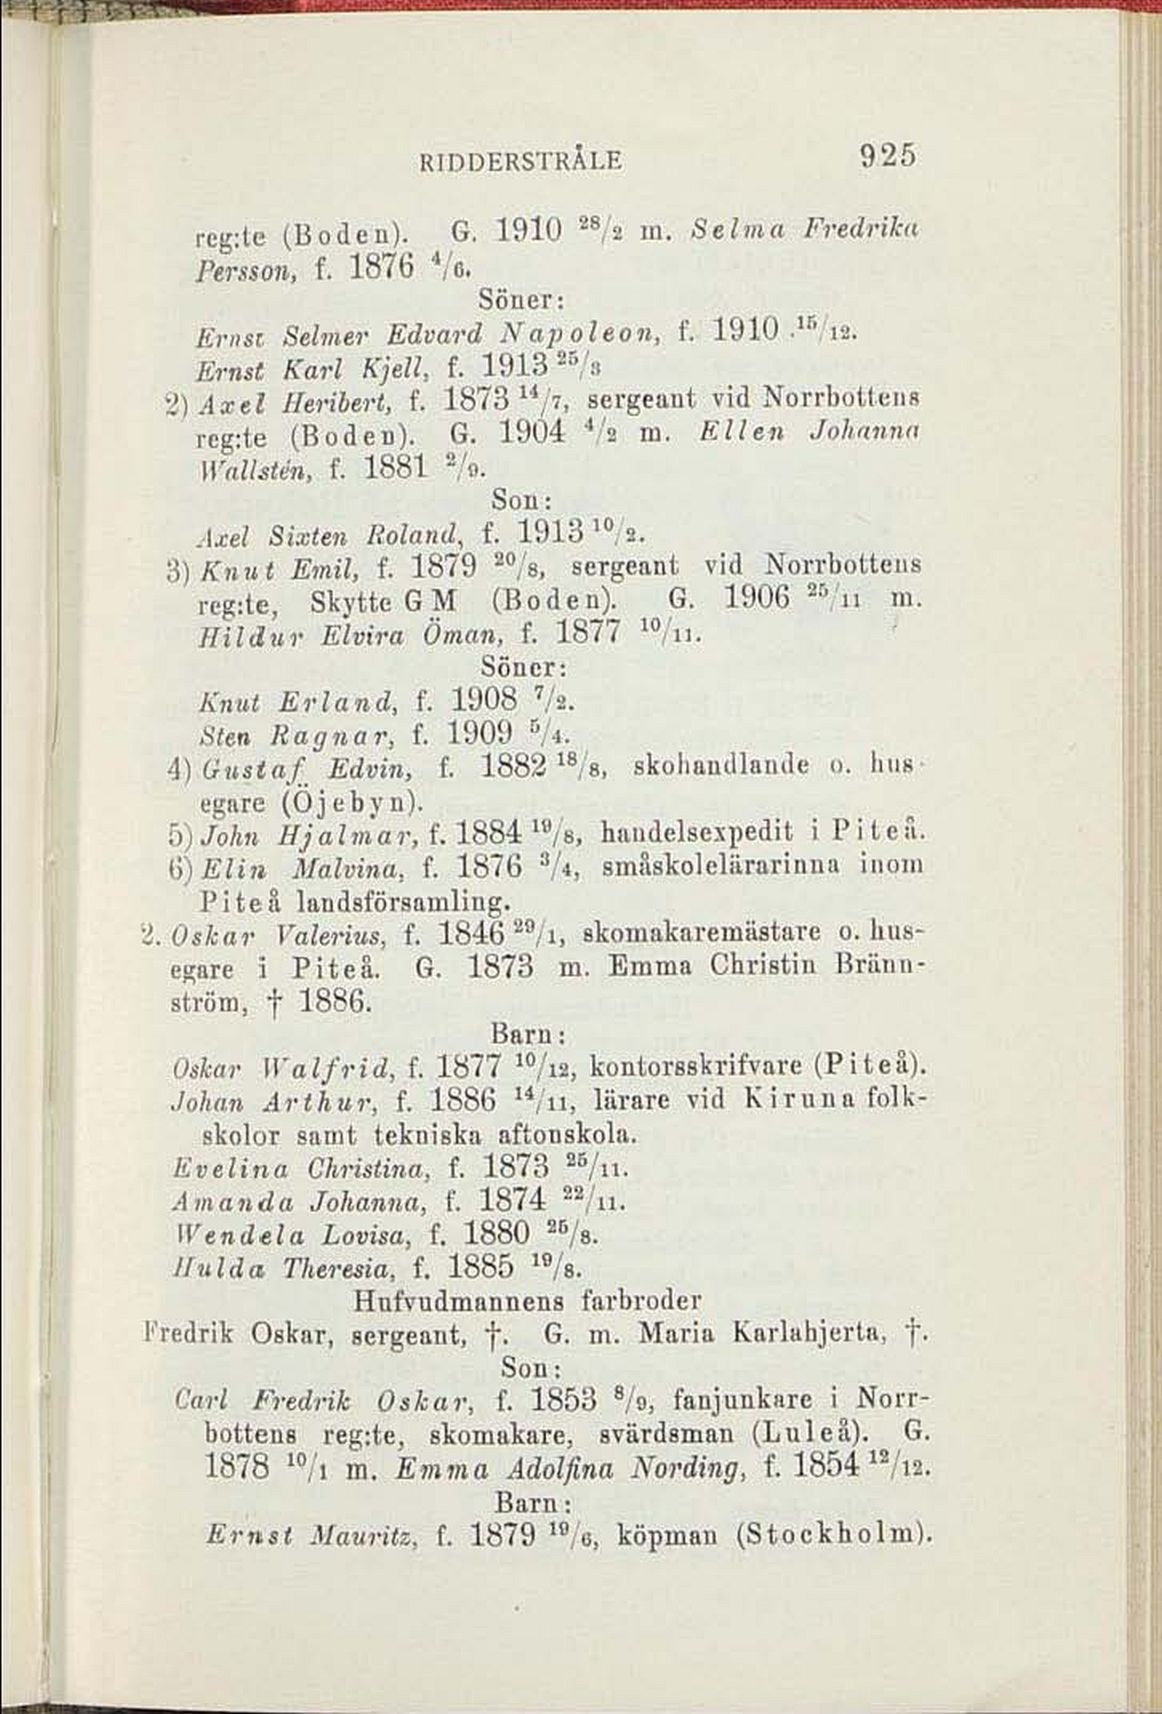 RIDDERSTRÅLE 925
reg:te (Boden). G. 1910 28/2 m. Selma Fredrika
Persson, f. 1876 4/6.
Söner:
Ernst Selmer Edvard Napoleon, f. 1910 15/12.
Ernst Karl Kjell, f. 1913 25/3
2) Axel Heribert, f. 1873 14/7, sergeant vid Norrbottens
reg:te (Boden). G. 1904 4/2 m. Ellen Johanna
Wallstén, f. 1881 2/9.
Son:
Axel Sixten Roland, f. 1913 10/2.
3) Knut Emil, f. 1879 20/8, sergeant vid Norrbottens
reg:te, Skytte G M (Boden). G. 1906 25/11 m.
Hildur Elvira Öman, f. 1877 10/11.
Söner:
Knut Erland, f. 1908 7/2.
Sten Ragnar, f. 1909 5/4.
4) Gustaf Edvin, f. 1882 18/8, skohandlande o. hus-
egare (Öjebyn).
5) John Hjalmar, f. 1884 19/8, handelsexpedit i Piteå.
6) Elin Malvina, f. 1876 3/4, småskolelärarinna inom
Piteå landsförsamling.
2. Oskar Valerius, f. 1846 29/1, skomakaremästare o. hus-
egare i Piteå. G. 1873 m. Emma Christin Bränn-
ström, † 1886.
Barn:
Oskar Walfrid, f. 1877 10/12, kontorsskrifvare (Piteå).
Johan Arthur, f. 1886 14/11, lärare vid Kiruna folk-
skolor samt tekniska aftonskola.
Evelina Christina, f. 1873 25/11.
Amanda Johanna, f. 1874 22/11.
Wendela Lovisa, f. 1880 25/8.
Hulda Theresia, f. 1885 19/8.
Hufvudmannens farbroder
Fredrik Oskar, sergeant, †. G. m. Maria Karlahjerta, †.
Son:
Carl Fredrik Oskar, f. 1853 8/9, fanjunkare i Norr-
bottens reg:te, skomakare, svärdsman (Luleå). G.
1878 10/1 m. Emma Adolfina Nording, f. 1854 12/12.
Barn:
Ernst Mauritz, f. 1879 19/6, köpman (Stockholm).